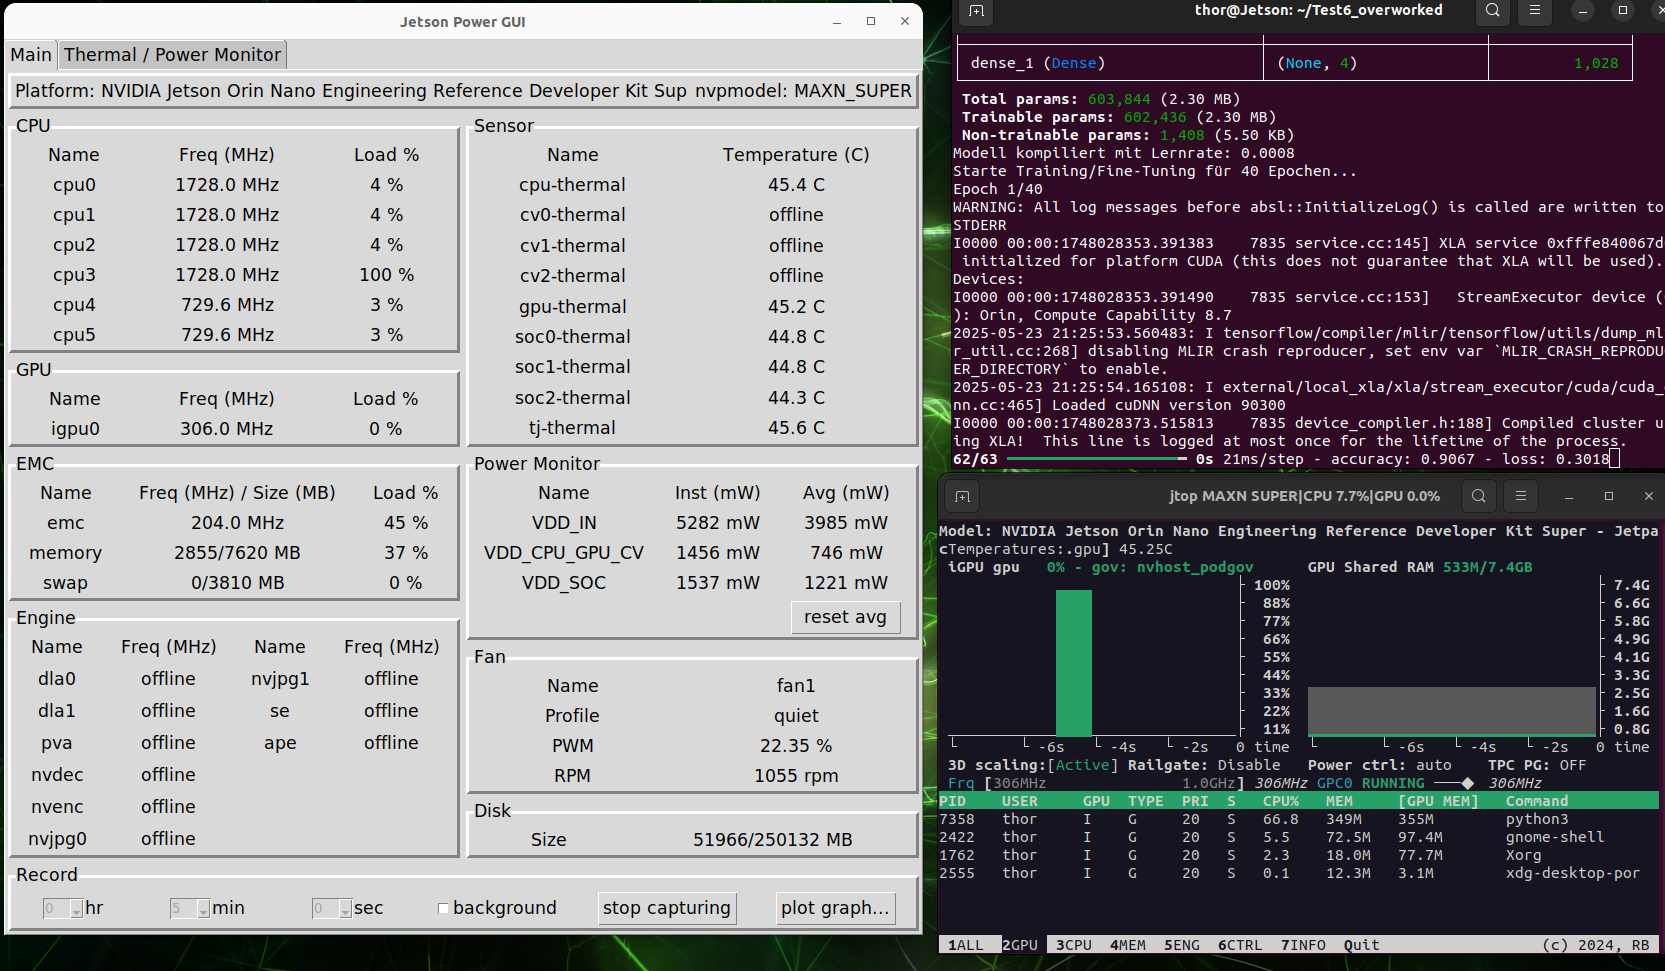 Jetson Power GUI
Main
Thermal / Power Monitor
Platform: NVIDIA Jetson Orin Nano Engineering Reference Developer Kit Sup nvpmodel: MAXN_SUPER
CPU
Name Freq (MHz) Load %
cpu0 1728.0 MHz 4 %
cpu1 1728.0 MHz 4 %
cpu2 1728.0 MHz 4 %
cpu3 1728.0 MHz 100 %
cpu4 729.6 MHz 3 %
cpu5 729.6 MHz 3 %
GPU
Name Freq (MHz) Load %
igpu0 306.0 MHz 0 %
EMC
Name Freq (MHz) / Size (MB) Load %
emc 204.0 MHz 45 %
memory 2855/7620 MB 37 %
swap 0/3810 MB 0 %
Engine
Name Freq (MHz) Name Freq (MHz)
dla0 offline nvjpg1 offline
dla1 offline se offline
pva offline ape offline
nvdec offline
nvenc offline
nvjpg0 offline
Sensor
Name Temperature (C)
cpu-thermal 45.4 C
cv0-thermal offline
cv1-thermal offline
cv2-thermal offline
gpu-thermal 45.2 C
soc0-thermal 44.8 C
soc1-thermal 44.8 C
soc2-thermal 44.3 C
tj-thermal 45.6 C
Power Monitor
Name Inst (mW) Avg (mW)
VDD_IN 5282 mW 3985 mW
VDD_CPU_GPU_CV 1456 mW 746 mW
VDD_SOC 1537 mW 1221 mW
reset avg
Fan
Name fan1
Profile quiet
PWM 22.35 %
RPM 1055 rpm
Disk
Size 51966/250132 MB
Record
0 hr 5 min 0 sec background stop capturing plot graph...
thor@Jetson: ~/Test6_overworked
dense_1 (Dense) (None, 4) 1,028
Total params: 603,844 (2.30 MB)
Trainable params: 602,436 (2.30 MB)
Non-trainable params: 1,408 (5.50 KB)
Modell kompiliert mit Lernrate: 0.0008
Starte Training/Fine-Tuning für 40 Epochen...
Epoch 1/40
WARNING: All log messages before absl::InitializeLog() is called are written to
STDERR
I0000 00:00:1748028353.391383    7835 service.cc:145] XLA service 0xfffe840067d
initialized for platform CUDA (this does not guarantee that XLA will be used).
Devices:
I0000 00:00:1748028353.391490    7835 service.cc:153]   StreamExecutor device (
): Orin, Compute Capability 8.7
2025-05-23 21:25:53.560483: I tensorflow/compiler/mlir/tensorflow/utils/dump_ml
r_util.cc:268] disabling MLIR crash reproducer, set env var `MLIR_CRASH_REPRODU
ER_DIRECTORY` to enable.
2025-05-23 21:25:54.165108: I external/local_xla/xla/stream_executor/cuda/cuda_
nn.cc:465] Loaded cuDNN version 90300
I0000 00:00:1748028373.515813    7835 device_compiler.h:188] Compiled cluster u
ing XLA!  This line is logged at most once for the lifetime of the process.
62/63 0s 21ms/step - accuracy: 0.9067 - loss: 0.3018
jtop MAXN SUPER|CPU 7.7%|GPU 0.0%
Model: NVIDIA Jetson Orin Nano Engineering Reference Developer Kit Super - Jetpa
cTemperatures:.gpu] 45.25C
iGPU gpu 0% - gov: nvhost_podgov
100%
88%
77%
66%
55%
44%
33%
22%
11%
-6s -4s -2s 0 time
GPU Shared RAM 533M/7.4GB
7.4G
6.6G
5.8G
4.9G
4.1G
3.3G
2.5G
1.6G
0.8G
-6s -4s -2s 0 time
3D scaling:[Active] Railgate: Disable Power ctrl: auto TPC PG: OFF
Frq [306MHz 1.0GHz] 306MHz GPC0 RUNNING 306MHz
PID USER GPU TYPE PRI S CPU% MEM [GPU MEM] Command
7358 thor I G 20 S 66.8 349M 355M python3
2422 thor I G 20 S 5.5 72.5M 97.4M gnome-shell
1762 thor I G 20 S 2.3 18.0M 77.7M Xorg
2555 thor I G 20 S 0.1 12.3M 3.1M xdg-desktop-por
1ALL 2GPU 3CPU 4MEM 5ENG 6CTRL 7INFO Quit (c) 2024, RB